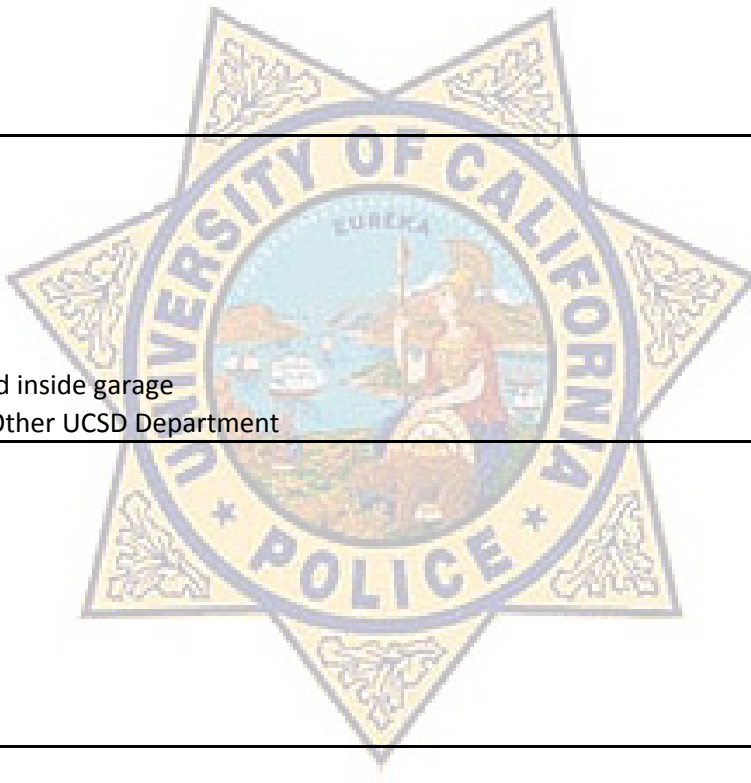 UNIVERSITY OF CALIFORNIA
EUREKA
d inside garage
Other UCSD Department
* POLICE *